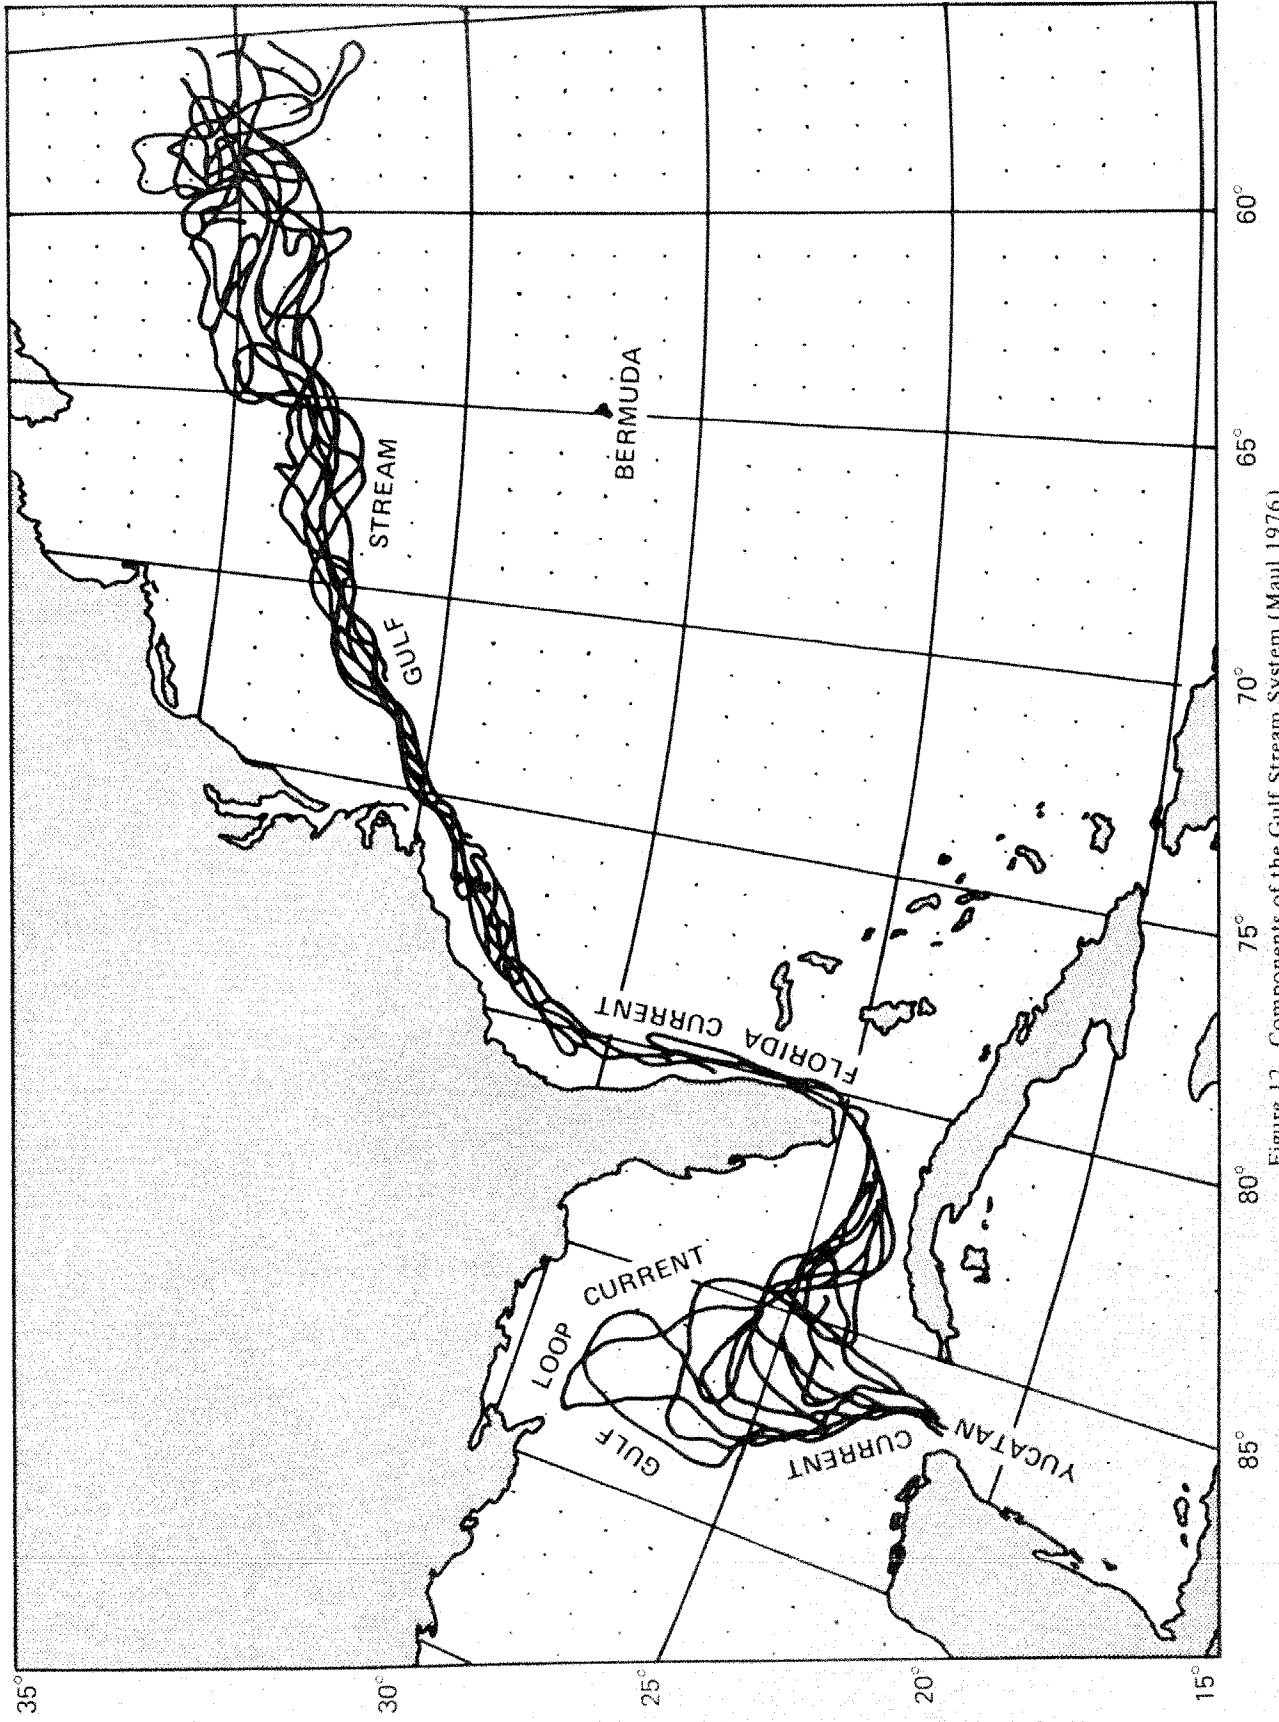 35°
30°
25°
20°
15°
60°
65°
70°
75°
80°
85°
BERMUDA
GULF STREAM
FLORIDA CURRENT
GULF LOOP CURRENT
YUCATAN CURRENT
Figure 12. Components of the Gulf Stream System (Maul 1976)